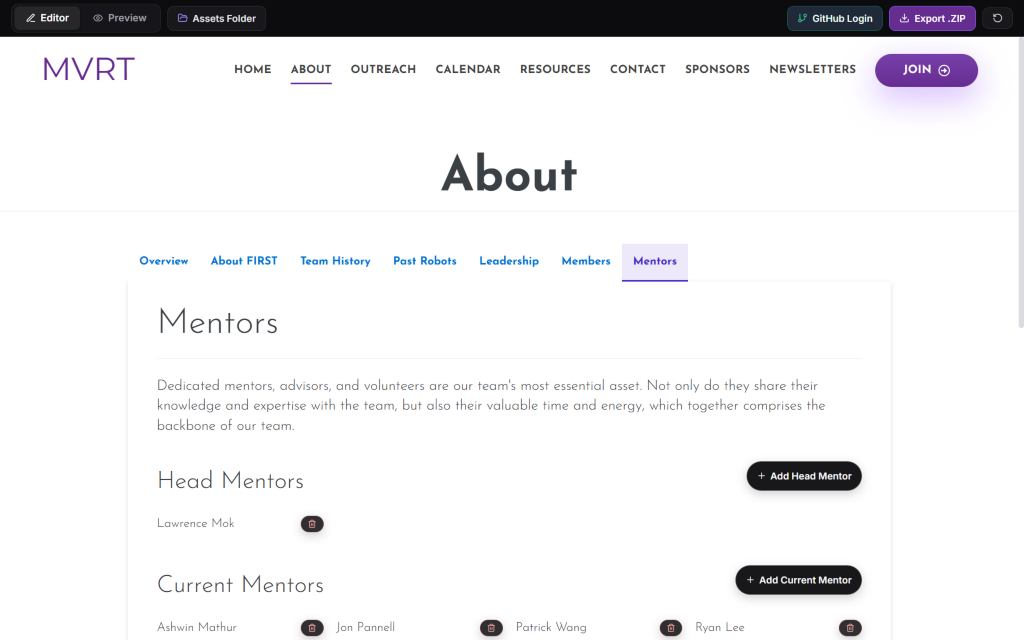 Editor
Preview
Assets Folder
GitHub Login
Export .ZIP
MVRT
HOME
ABOUT
OUTREACH
CALENDAR
RESOURCES
CONTACT
SPONSORS
NEWSLETTERS
JOIN
About
Overview
About FIRST
Team History
Past Robots
Leadership
Members
Mentors
Mentors
Dedicated mentors, advisors, and volunteers are our team's most essential asset. Not only do they share their
knowledge and expertise with the team, but also their valuable time and energy, which together comprises the
backbone of our team.
Head Mentors
+ Add Head Mentor
Lawrence Mok
Current Mentors
+ Add Current Mentor
Ashwin Mathur
Jon Pannell
Patrick Wang
Ryan Lee